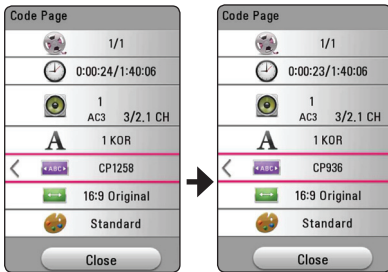 Code Page
1/1
0:00:24/1:40:06
1
AC3 3/2.1 CH
A 1 KOR
ABC CP1258
16:9 Original
Standard
Close
Code Page
1/1
0:00:23/1:40:06
1
AC3 3/2.1 CH
A 1 KOR
ABC CP936
16:9 Original
Standard
Close